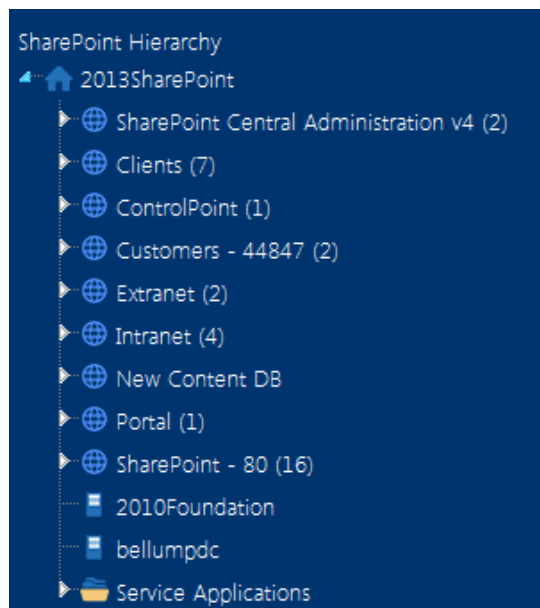 SharePoint Hierarchy
2013SharePoint
SharePoint Central Administration v4 (2)
Clients (7)
ControlPoint (1)
Customers - 44847 (2)
Extranet (2)
Intranet (4)
New Content DB
Portal (1)
SharePoint - 80 (16)
2010Foundation
bellumpdc
Service Applications